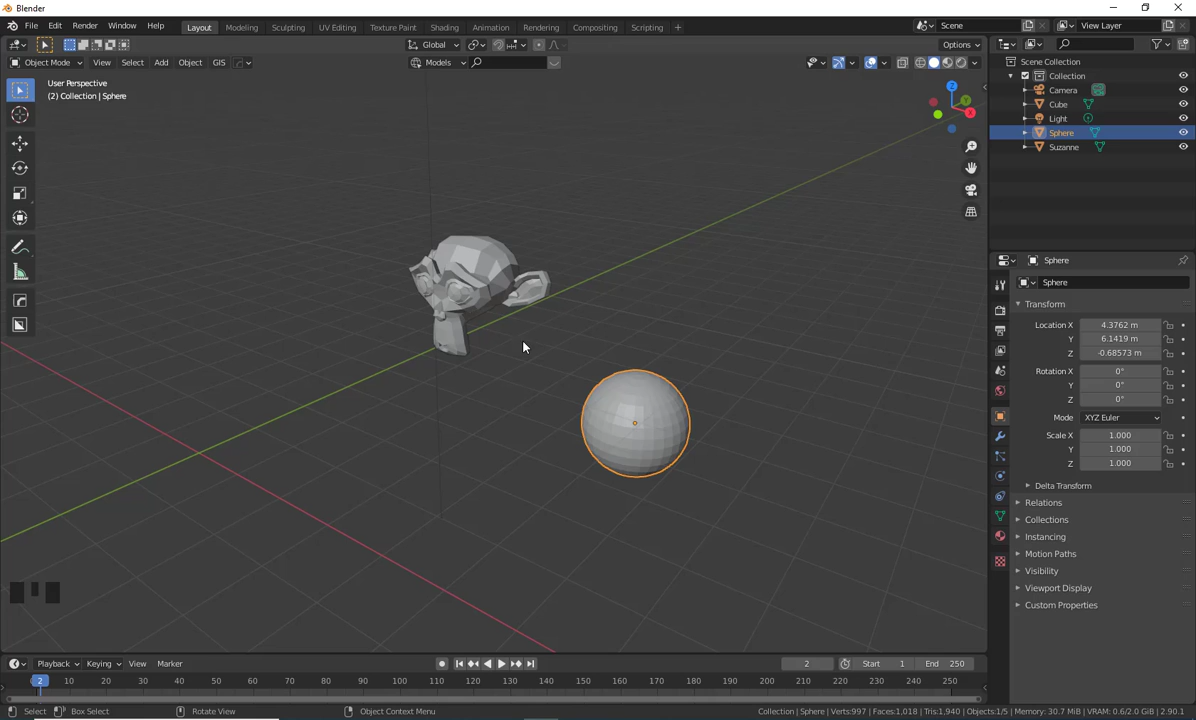 Blender
File Edit Render Window Help Layout Modeling Sculpting UV Editing Texture Paint Shading Animation Rendering Compositing Scripting + Scene View Layer
Global Options
Object Mode View Select Add Object GIS Models
User Perspective
(2) Collection | Sphere
Z
Y
X
Scene Collection
Collection
Camera
Cube
Light
Sphere
Suzanne
Sphere
Sphere
Transform
Location X 4.3762 m
Y 6.1419 m
Z -0.68573 m
Rotation X 0°
Y 0°
Z 0°
Mode XYZ Euler
Scale X 1.000
Y 1.000
Z 1.000
Delta Transform
Relations
Collections
Instancing
Motion Paths
Visibility
Viewport Display
Custom Properties
Playback Keying View Marker 2 Start 1 End 250
2 10 20 30 40 50 60 70 80 90 100 110 120 130 140 150 160 170 180 190 200 210 220 230 240 250
Select Box Select Rotate View Object Context Menu Collection | Sphere | Verts:997 | Faces:1,018 | Tris:1,940 | Objects:1/5 | Memory: 30.7 MiB | VRAM: 0.6/2.0 GiB | 2.90.1